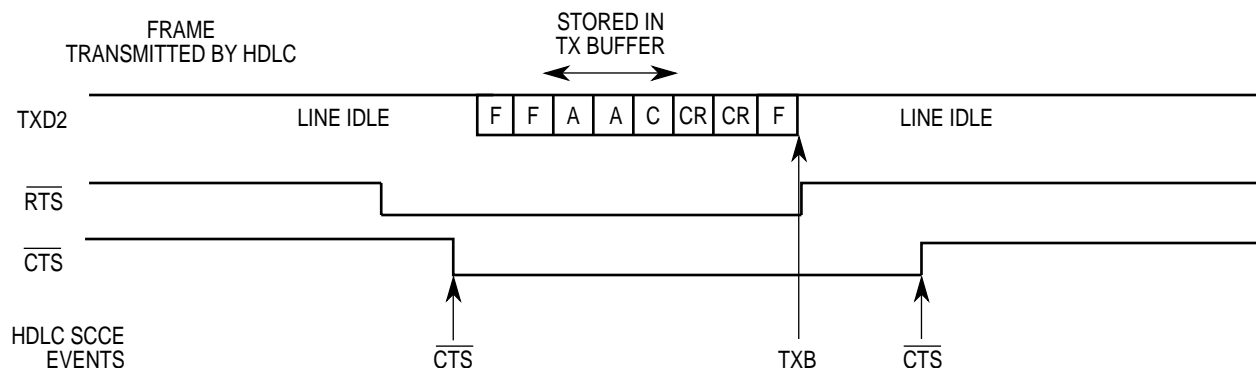 FRAME
TRANSMITTED BY HDLC
STORED IN
TX BUFFER
TXD2
LINE IDLE
F F A A C CR CR F
LINE IDLE
RTS
CTS
HDLC SCCE
EVENTS
CTS
TXB
CTS